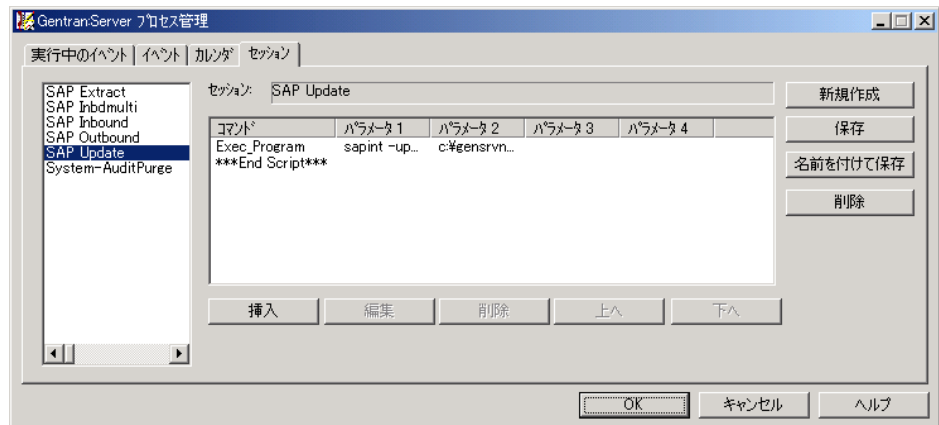 Gentran:Server プロセス管理
実行中のイベント イベント カレンダ セッション
SAP Extract
SAP Inbdmulti
SAP Inbound
SAP Outbound
SAP Update
System-AuditPurge
セッション: SAP Update
コマンド パラメータ 1 パラメータ 2 パラメータ 3 パラメータ 4
Exec_Program sapint -up... c:¥gensrvn...
***End Script***
挿入 編集 削除 上へ 下へ
新規作成
保存
名前を付けて保存
削除
OK キャンセル ヘルプ